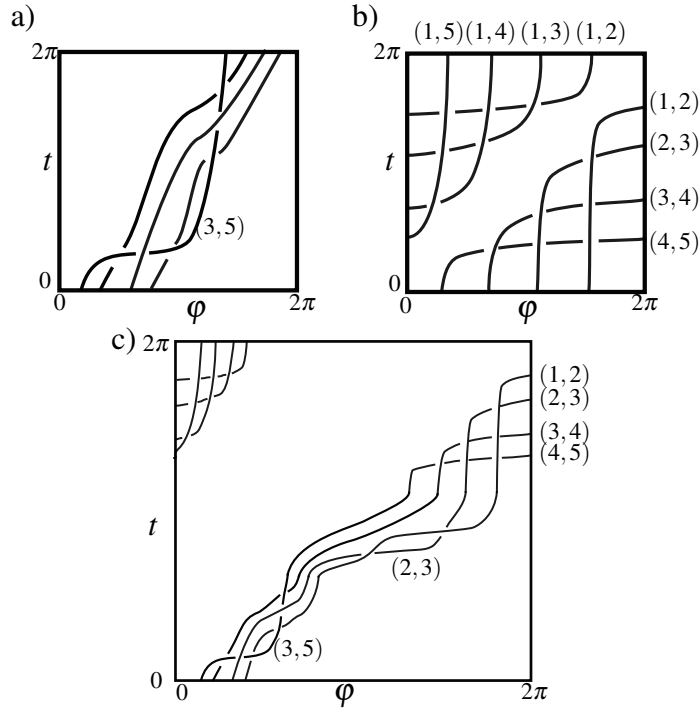 a)
2π
t
(3,5)
0
0
φ
2π
b)
(1,5)(1,4)(1,3)(1,2)
2π
(1,2)
(2,3)
t
(3,4)
(4,5)
0
0
φ
2π
c)
2π
(1,2)
(2,3)
(3,4)
(4,5)
t
(2,3)
(3,5)
0
0
φ
2π